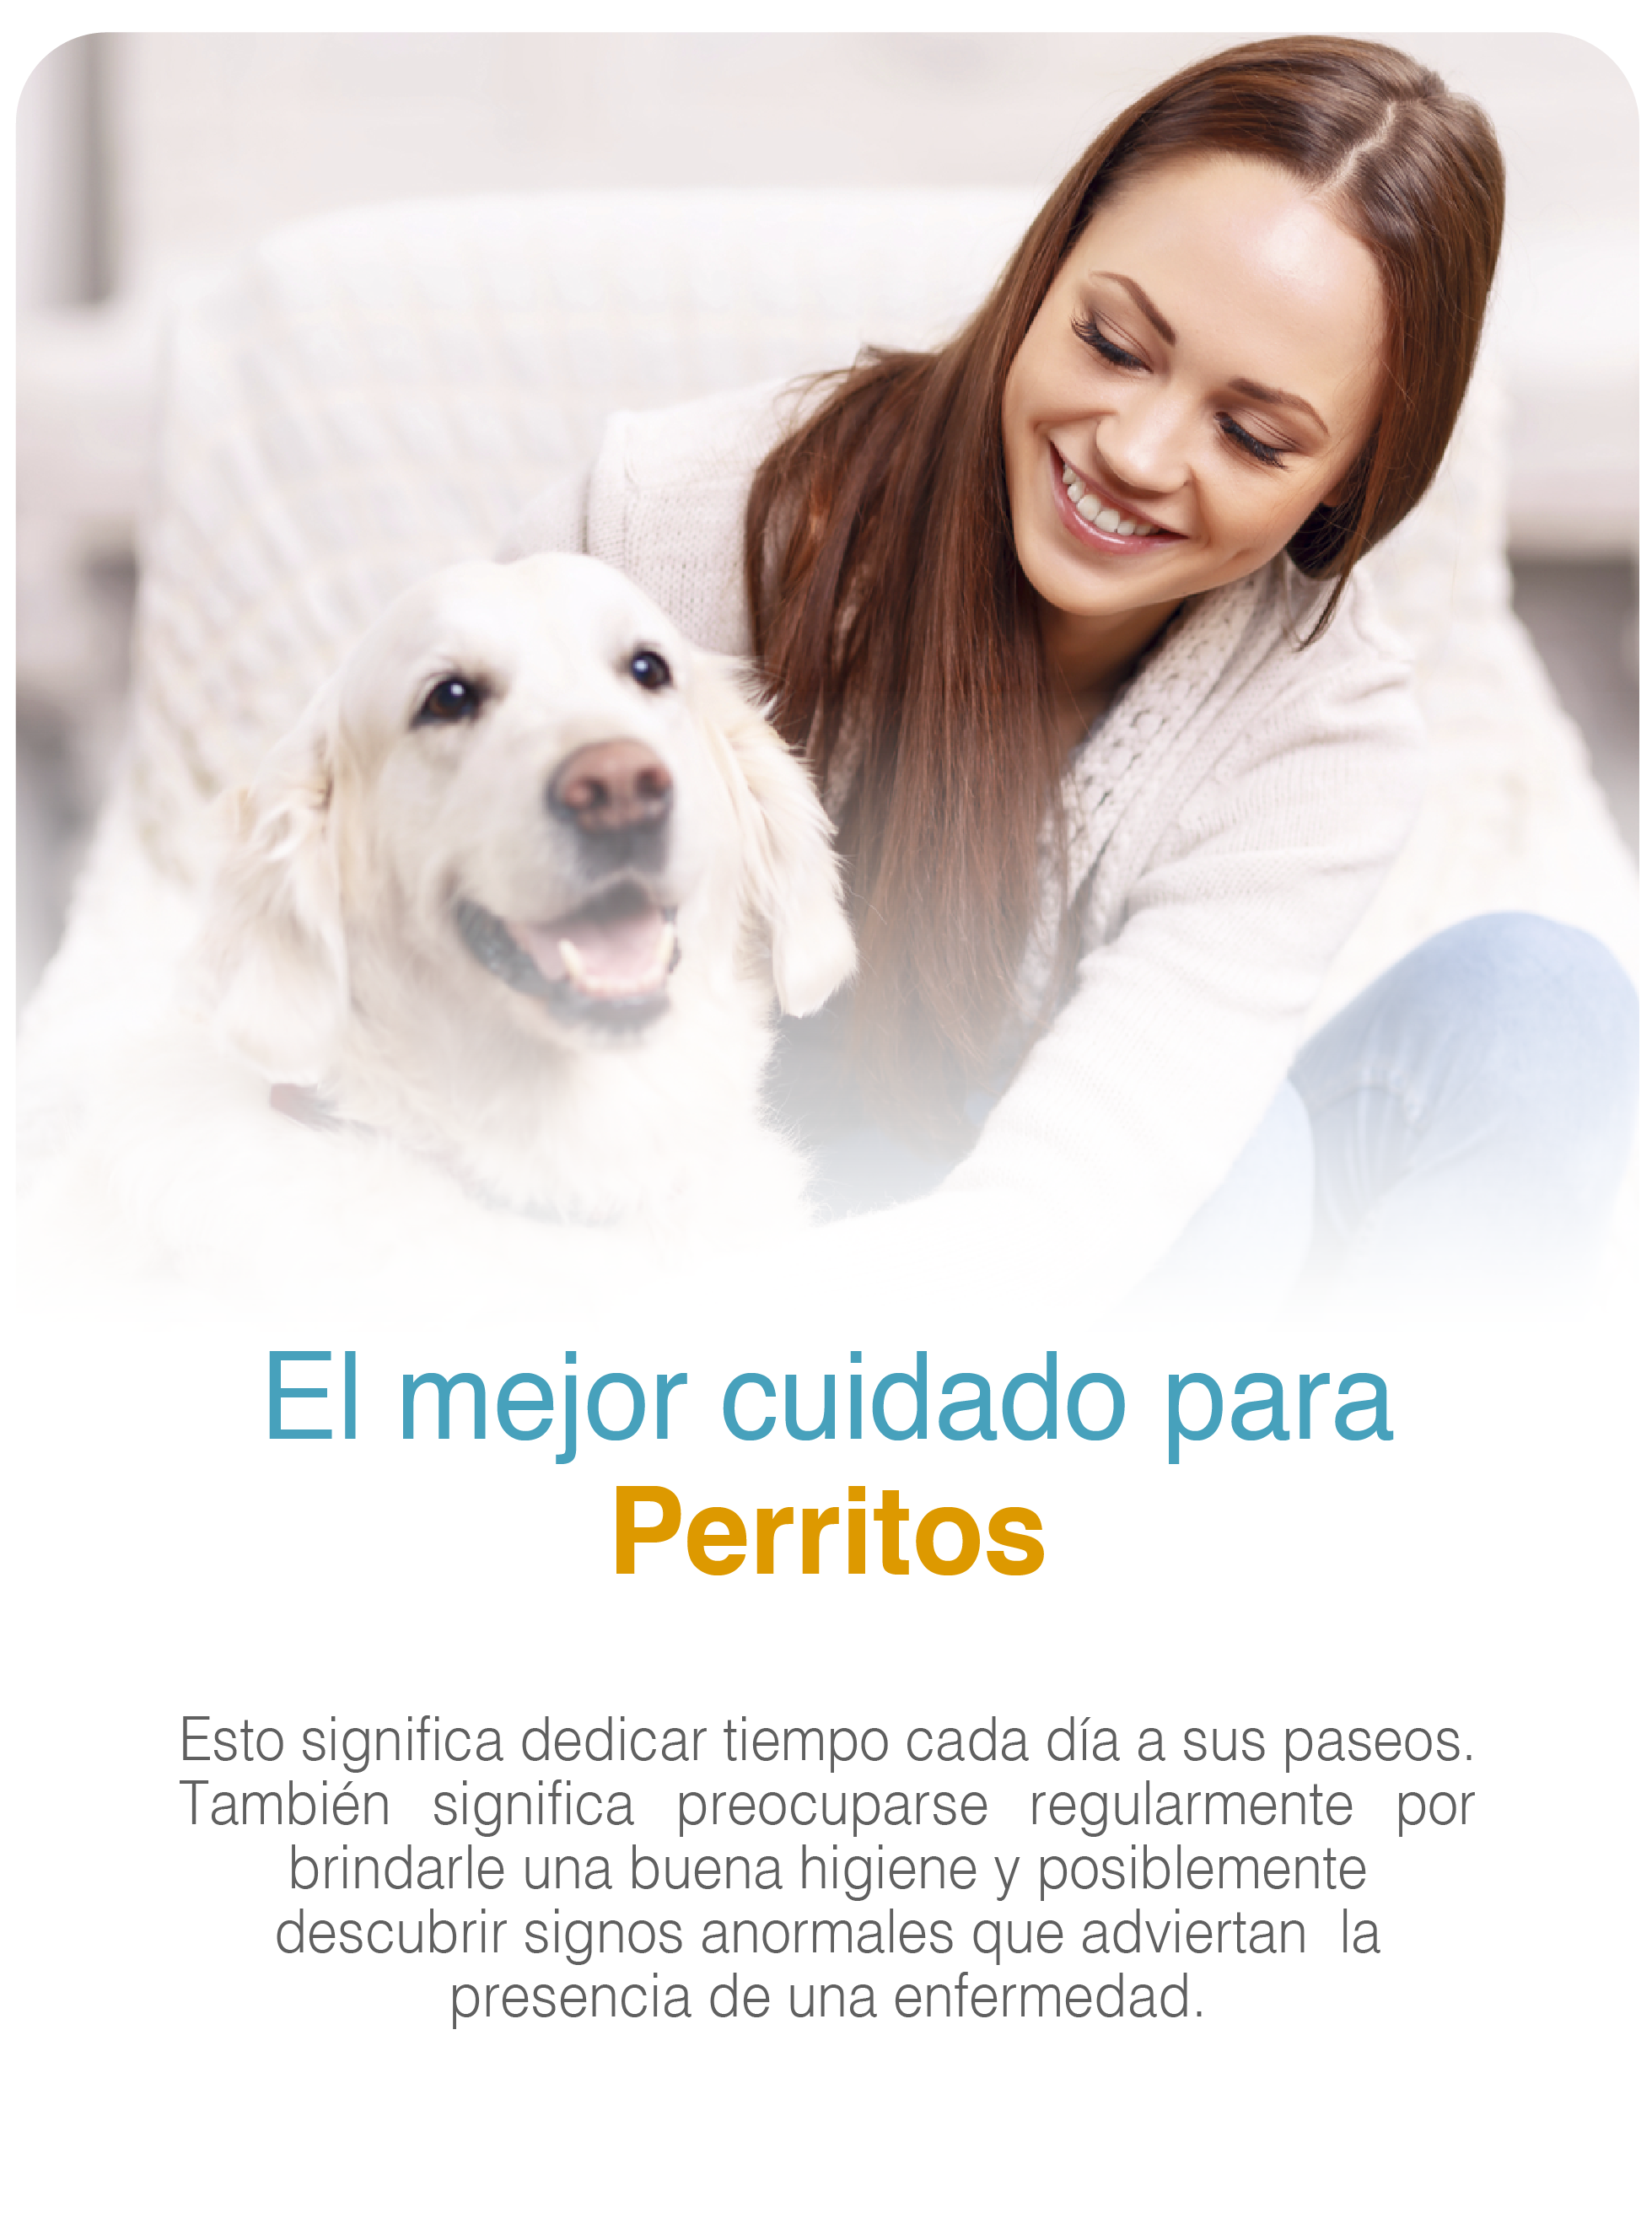 El mejor cuidado para
Perritos
Esto significa dedicar tiempo cada día a sus paseos.
También significa preocuparse regularmente por
brindarle una buena higiene y posiblemente
descubrir signos anormales que adviertan la
presencia de una enfermedad.